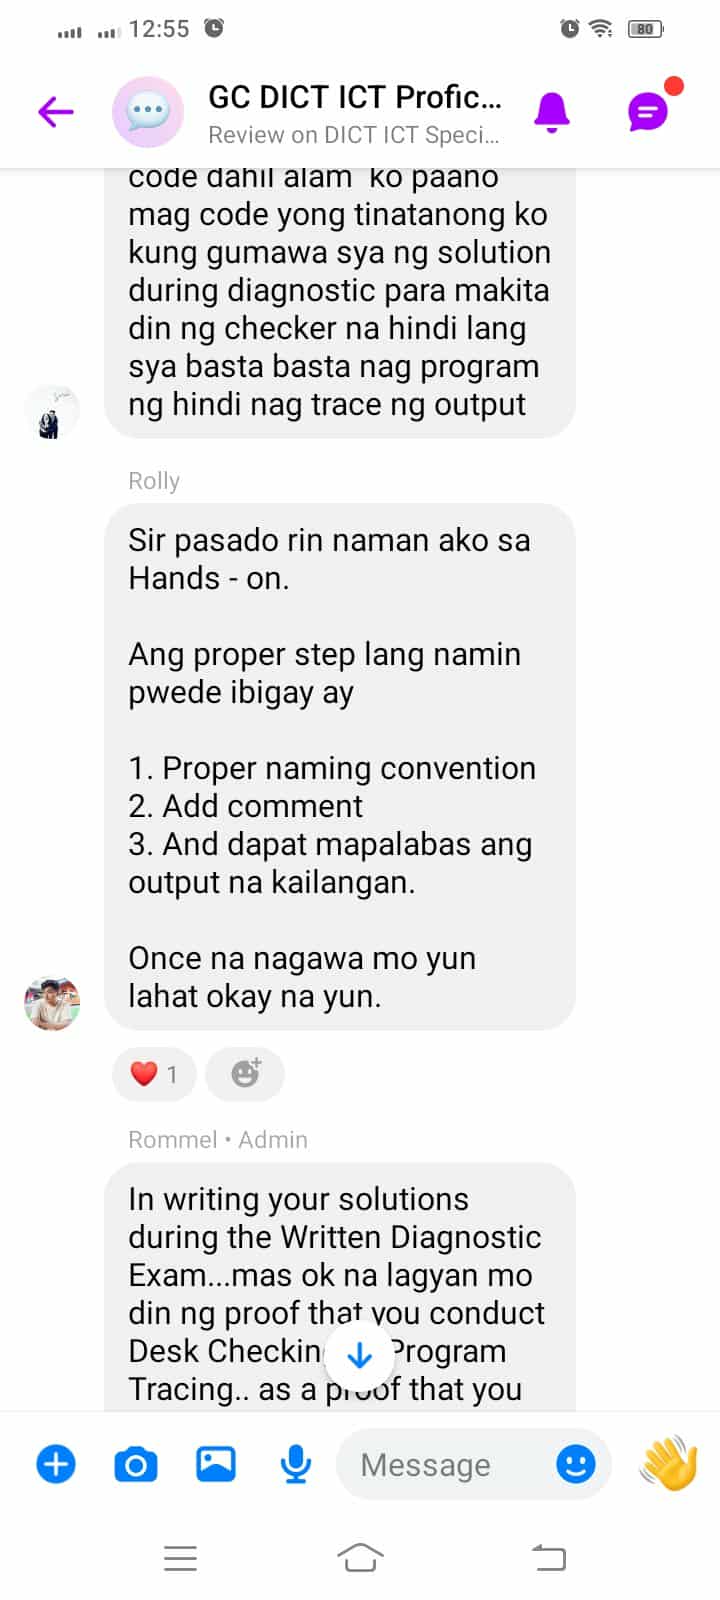 12:55
80
GC DICT ICT Profic...
Review on DICT ICT Speci...
code dahil alam ko paano
mag code yong tinatanong ko
kung gumawa sya ng solution
during diagnostic para makita
din ng checker na hindi lang
sya basta basta nag program
ng hindi nag trace ng output
Rolly
Sir pasado rin naman ako sa
Hands - on.
Ang proper step lang namin
pwede ibigay ay
1. Proper naming convention
2. Add comment
3. And dapat mapalabas ang
output na kailangan.
Once na nagawa mo yun
lahat okay na yun.
1
Rommel • Admin
In writing your solutions
during the Written Diagnostic
Exam...mas ok na lagyan mo
din ng proof that you conduct
Desk Checkin Program
Tracing.. as a proof that you
Message